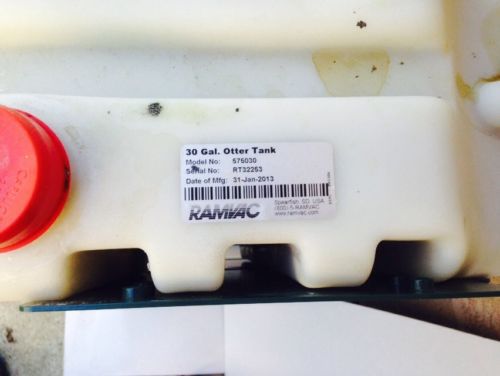 30 Gal. Otter Tank
Model No: 576030
Serial No: RT32253
Date of Mfg: 31-Jan-2013
RAMVAC
Spearfish, SD. USA
(800) 5-RAMVAC
www.ramvac.com